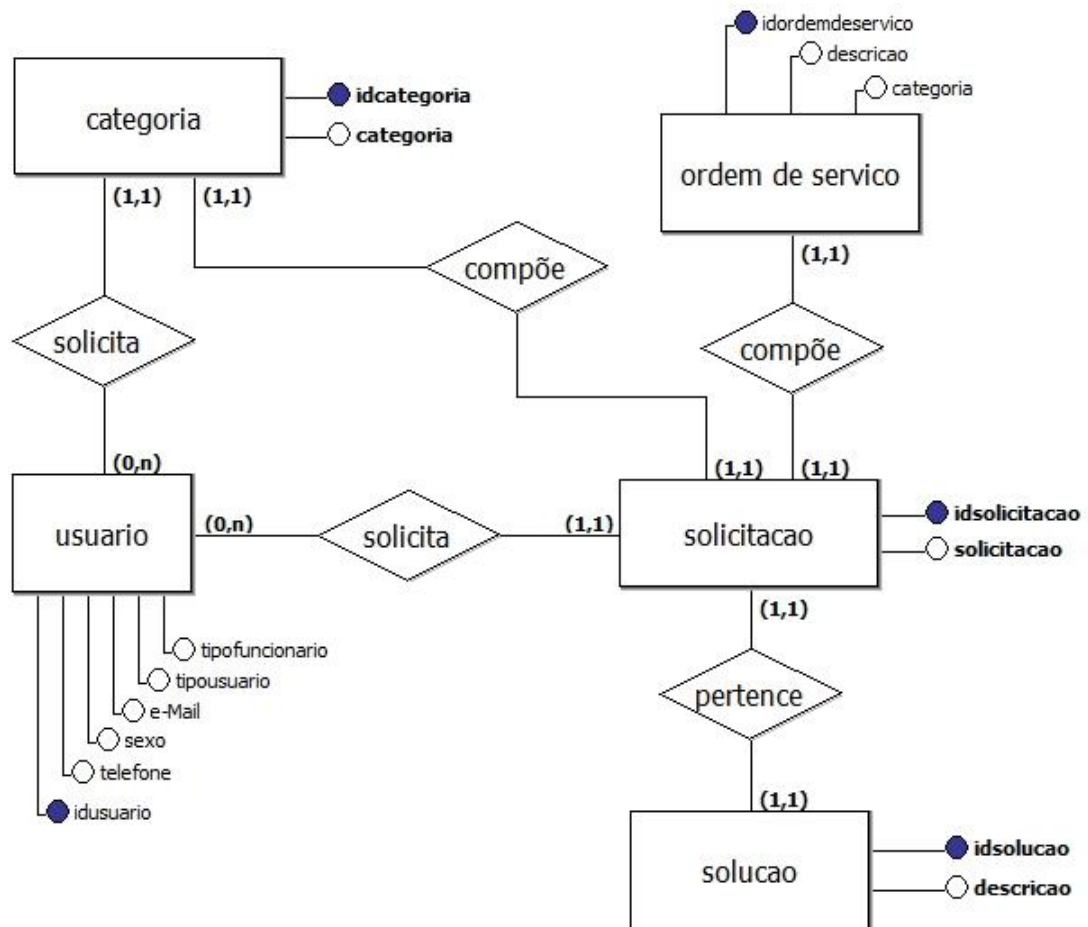 idordemdeservico
descricao
categoria
ordem de servico
categoria
idcategoria
categoria
(1,1)
(1,1)
(1,1)
compõe
solicita
compõe
(0,n)
(1,1)
(1,1)
usuario
(0,n)
solicita
(1,1)
solicitacao
idsolicitacao
solicitacao
(1,1)
tipofuncionario
tipousuario
e-Mail
sexo
telefone
idusuario
pertence
(1,1)
solucao
idsolucao
descricao